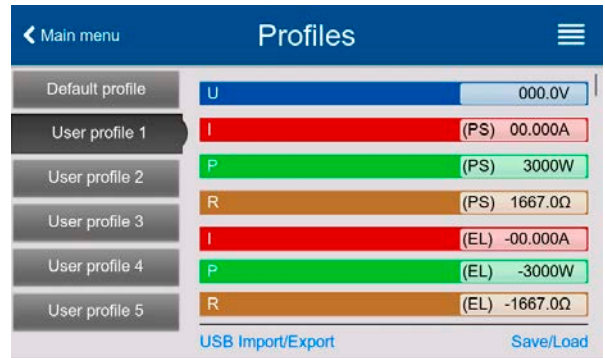 Main menu
Profiles
Default profile
User profile 1
User profile 2
User profile 3
User profile 4
User profile 5
U 000.0V
I (PS) 00.000A
P (PS) 3000W
R (PS) 1667.0Ω
I (EL) -00.000A
P (EL) -3000W
R (EL) -1667.0Ω
USB Import/Export
Save/Load